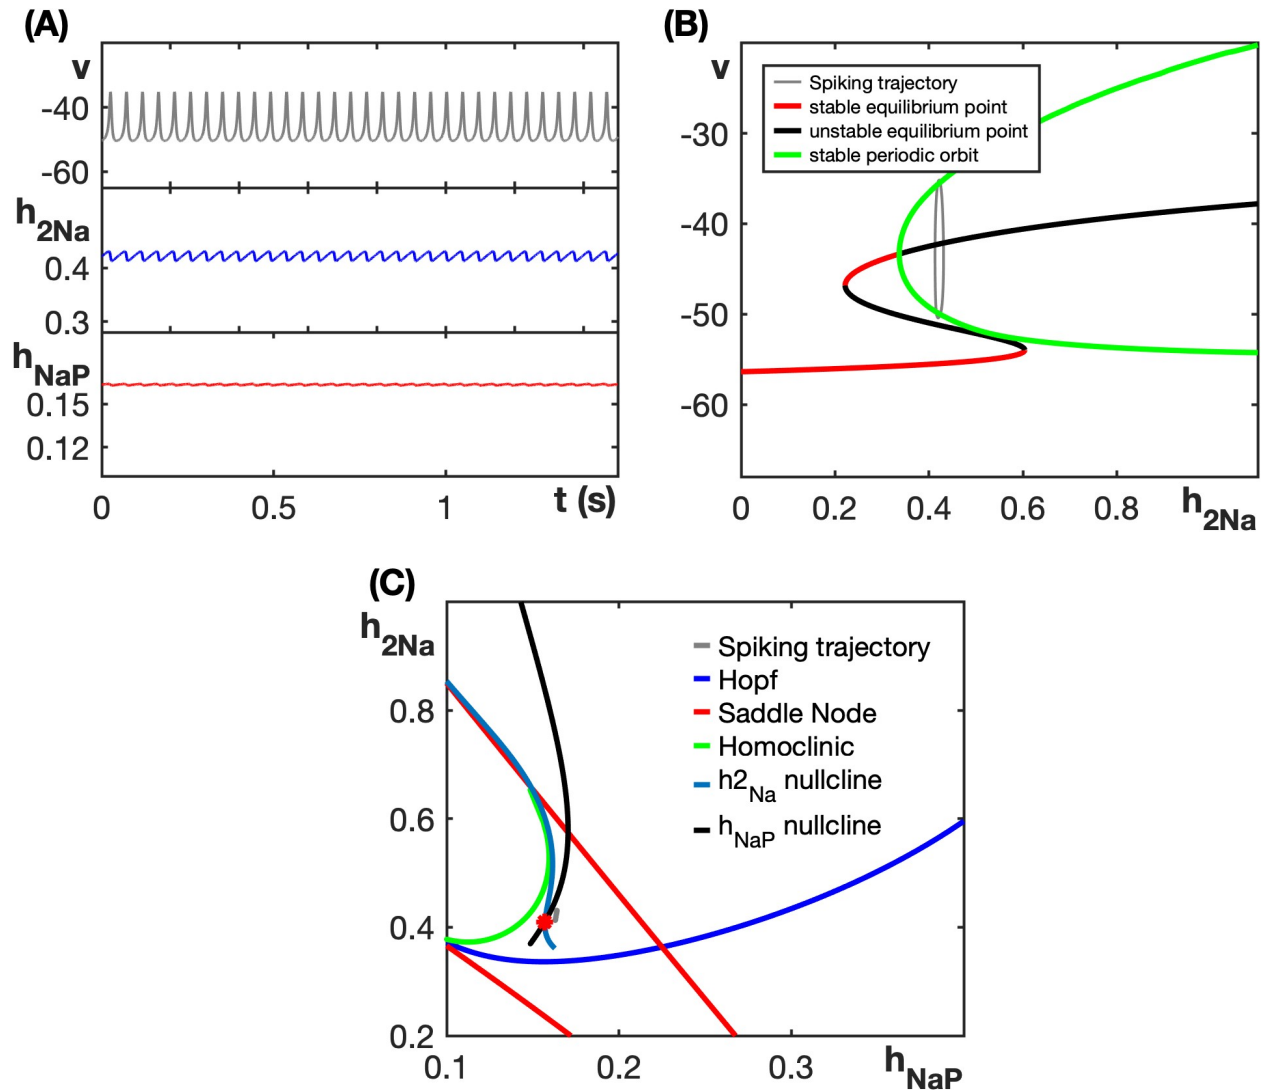 (A)
v
-40
-60
h2Na
0.4
0.3
hNaP
0.15
0.12
0
0.5
1
t (s)
(B)
v
-30
-40
-50
-60
Spiking trajectory
stable equilibrium point
unstable equilibrium point
stable periodic orbit
0
0.2
0.4
0.6
0.8
h2Na
(C)
h2Na
0.8
0.6
0.4
0.2
Spiking trajectory
Hopf
Saddle Node
Homoclinic
h2Na nullcline
hNaP nullcline
0.1
0.2
0.3
hNaP